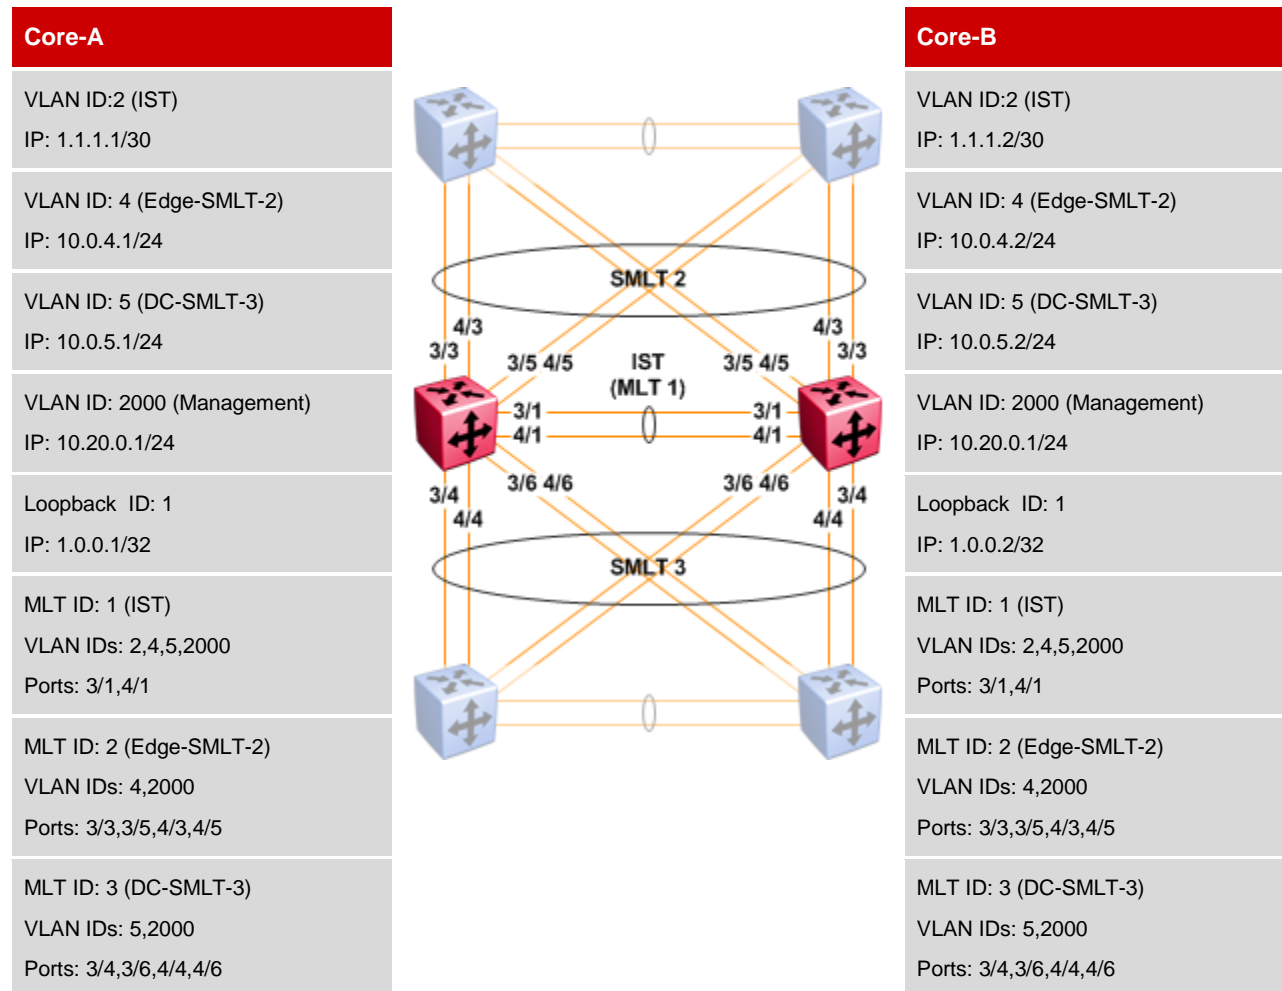 Core-A
VLAN ID:2 (IST)
IP: 1.1.1.1/30
VLAN ID: 4 (Edge-SMLT-2)
IP: 10.0.4.1/24
VLAN ID: 5 (DC-SMLT-3)
IP: 10.0.5.1/24
VLAN ID: 2000 (Management)
IP: 10.20.0.1/24
Loopback ID: 1
IP: 1.0.0.1/32
MLT ID: 1 (IST)
VLAN IDs: 2,4,5,2000
Ports: 3/1,4/1
MLT ID: 2 (Edge-SMLT-2)
VLAN IDs: 4,2000
Ports: 3/3,3/5,4/3,4/5
MLT ID: 3 (DC-SMLT-3)
VLAN IDs: 5,2000
Ports: 3/4,3/6,4/4,4/6
SMLT 2
4/3
4/3
3/3
3/3
3/5 4/5
IST
3/5 4/5
(MLT 1)
3/1
3/1
4/1
4/1
3/6 4/6
3/6 4/6
3/4
3/4
4/4
4/4
SMLT 3
Core-B
VLAN ID:2 (IST)
IP: 1.1.1.2/30
VLAN ID: 4 (Edge-SMLT-2)
IP: 10.0.4.2/24
VLAN ID: 5 (DC-SMLT-3)
IP: 10.0.5.2/24
VLAN ID: 2000 (Management)
IP: 10.20.0.1/24
Loopback ID: 1
IP: 1.0.0.2/32
MLT ID: 1 (IST)
VLAN IDs: 2,4,5,2000
Ports: 3/1,4/1
MLT ID: 2 (Edge-SMLT-2)
VLAN IDs: 4,2000
Ports: 3/3,3/5,4/3,4/5
MLT ID: 3 (DC-SMLT-3)
VLAN IDs: 5,2000
Ports: 3/4,3/6,4/4,4/6